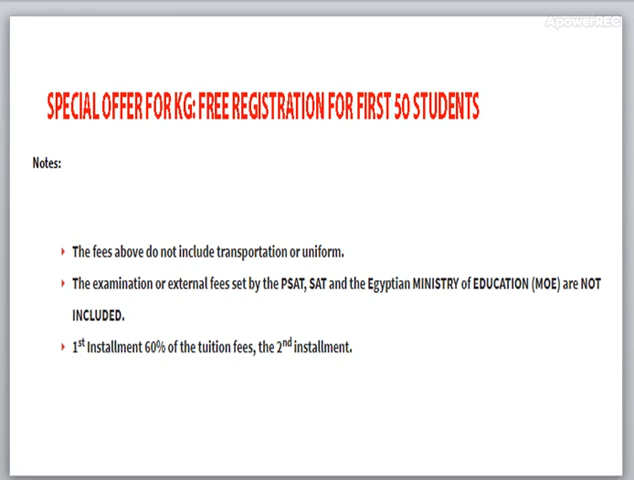 ApowerREC
SPECIAL OFFER FOR KG: FREE REGISTRATION FOR FIRST 50 STUDENTS
Notes:
The fees above do not include transportation or uniform.
The examination or external fees set by the PSAT, SAT and the Egyptian MINISTRY of EDUCATION (MOE) are NOT
INCLUDED.
1st Installment 60% of the tuition fees, the 2nd installment.